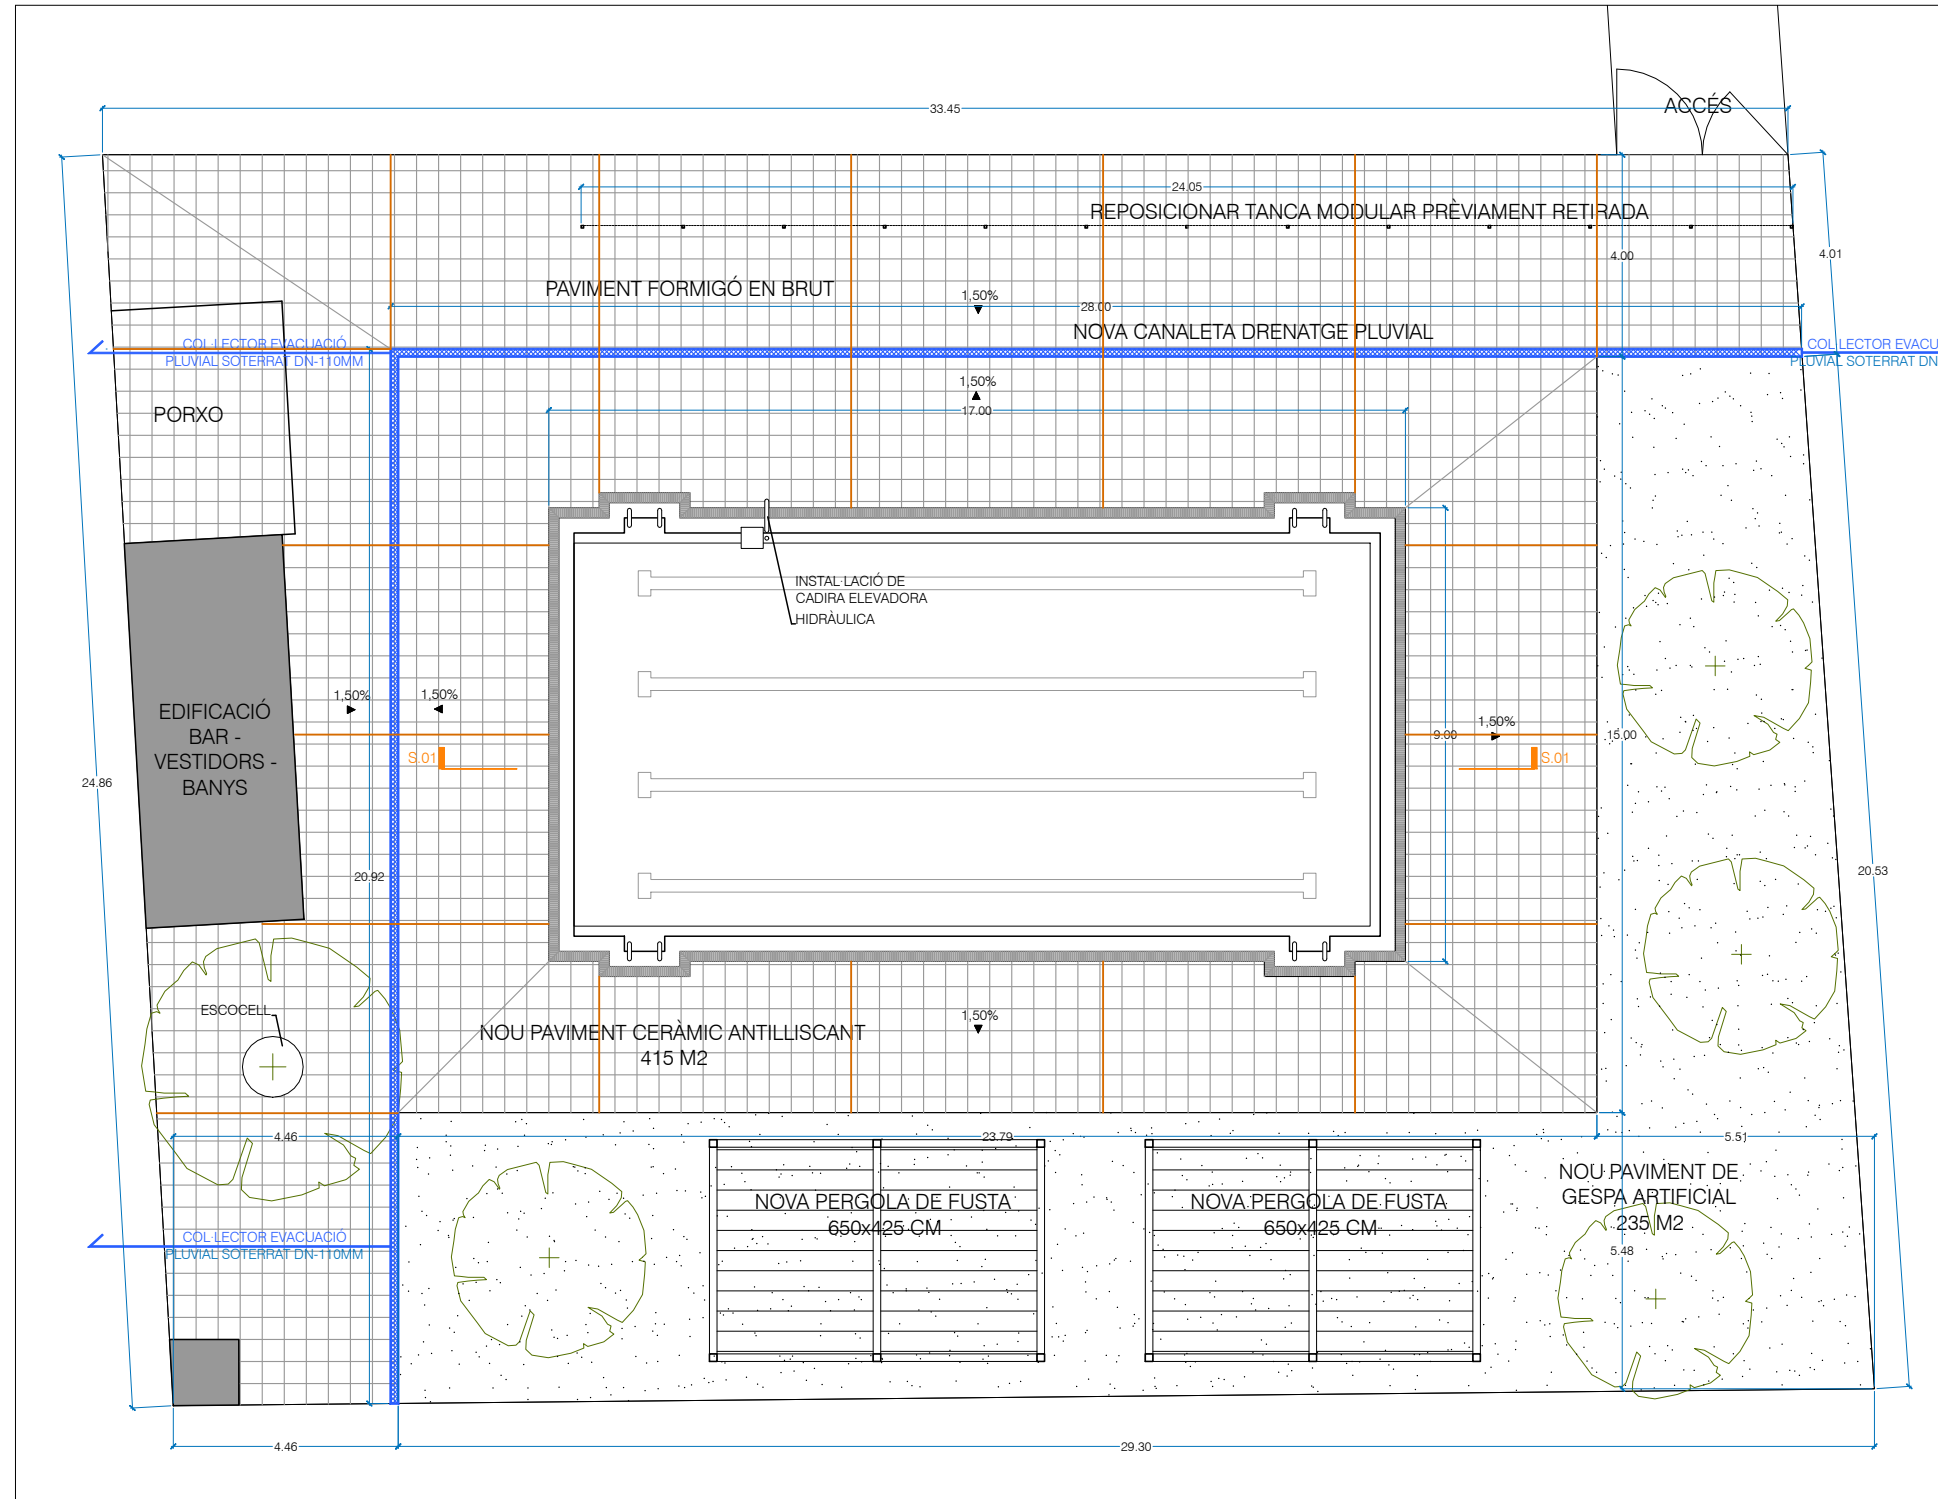 ACCÉS
33.45
24.05
REPOSICIONAR TANCA MODULAR PRÈVIAMENT RETIRADA
4.00
4.01
PAVIMENT FORMIGÓ EN BRUT
1,50%
28.00
NOVA CANALETA DRENATGE PLUVIAL
COL·LECTOR EVACUACIÓ
PLUVIAL SOTERRAT DN-110MM
COL·LECTOR EVACU
PLUVIAL SOTERRAT DN
1,50%
17.00
PORXO
INSTAL·LACIÓ DE
CADIRA ELEVADORA
HIDRÀULICA
EDIFICACIÓ
BAR -
VESTIDORS -
BANYS
1,50%
1,50%
S.01
1,50%
9.00
15.00
S.01
24.86
20.92
20.53
ESCOCELL
NOU PAVIMENT CERÀMIC ANTILLISCANT
415 M2
1,50%
4.46
23.79
5.51
NOVA PERGOLA DE FUSTA
650x425 CM
NOVA PERGOLA DE FUSTA
650x425 CM
NOU PAVIMENT DE
GESPA ARTIFICIAL
235 M2
5.48
COL·LECTOR EVACUACIÓ
PLUVIAL SOTERRAT DN-110MM
4.46
29.30